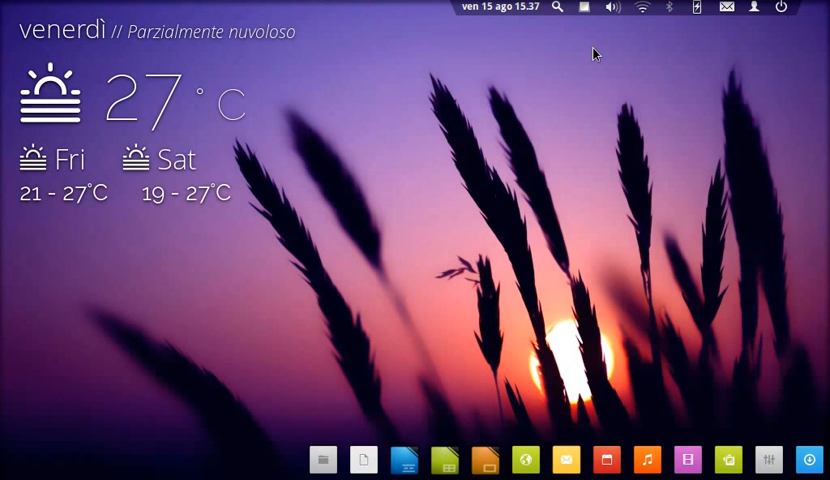 ven 15 ago 15.37
venerdì // Parzialmente nuvoloso
27°C
Fri Sat
21 - 27°C 19 - 27°C